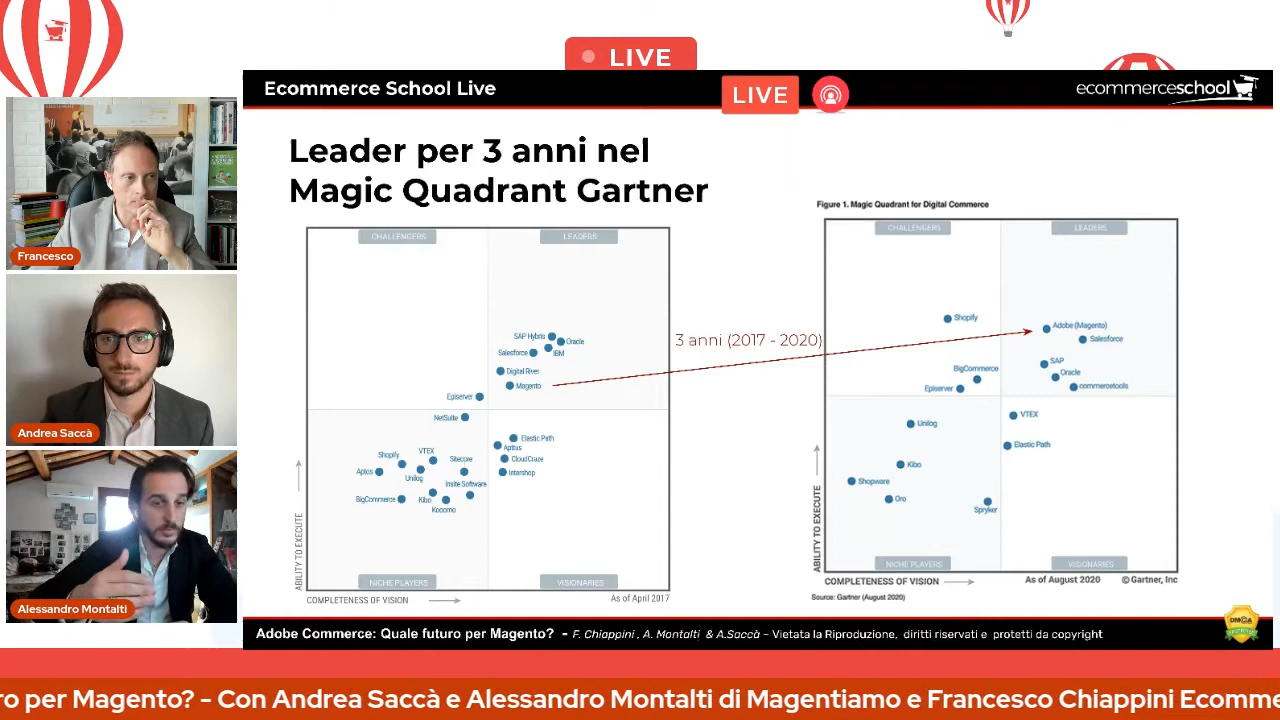 LIVE
Ecommerce School Live
LIVE
ecommerceschool
Francesco
Andrea Saccà
Alessandro Montalti
Leader per 3 anni nel
Magic Quadrant Gartner
CHALLENGERS
LEADERS
SAP Hybris
Oracle
Salesforce
IBM
Digital River
Magento
Episerver
NetSuite
Elastic Path
Apttus
VTEX
Shopify
CloudCraze
Sitecore
Aptos
Unilog
Intershop
Insite Software
BigCommerce
Kibo
Kooomo
NICHE PLAYERS
VISIONARIES
ABILITY TO EXECUTE
COMPLETENESS OF VISION
As of April 2017
3 anni (2017 - 2020)
Figure 1. Magic Quadrant for Digital Commerce
CHALLENGERS
LEADERS
Shopify
Adobe (Magento)
Salesforce
SAP
BigCommerce
Oracle
Episerver
commercetools
VTEX
Unilog
Elastic Path
Kibo
Shopware
Oro
Spryker
NICHE PLAYERS
VISIONARIES
ABILITY TO EXECUTE
COMPLETENESS OF VISION
As of August 2020
© Gartner, Inc
Source: Gartner (August 2020)
Adobe Commerce: Quale futuro per Magento? - F. Chiappini , A. Montalti & A.Saccà – Vietata la Riproduzione, diritti riservati e protetti da copyright
DMCA
ro per Magento? - Con Andrea Saccà e Alessandro Montalti di Magentiamo e Francesco Chiappini Ecomme